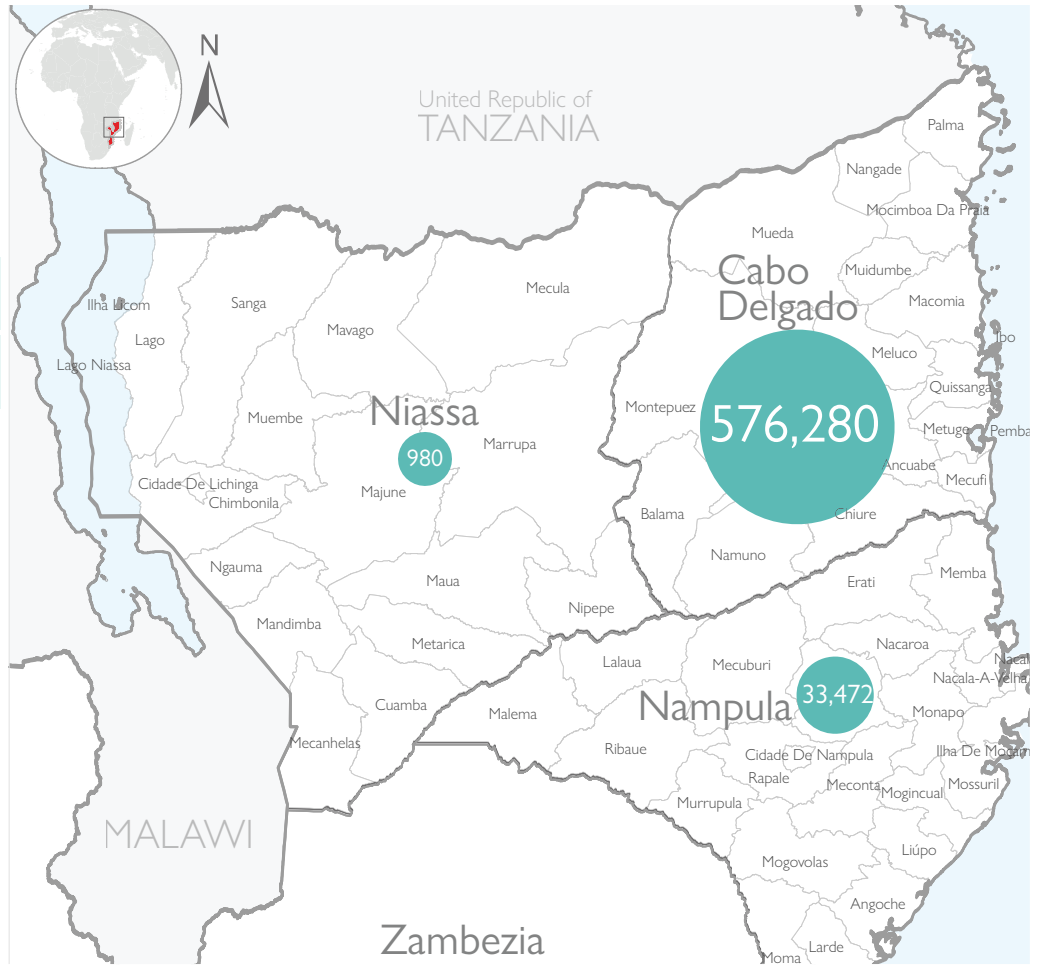 N
United Republic of
TANZANIA
Palma
Nangade
Mocimboa Da Praia
Mueda
Cabo
Delgado
Muidumbe
Mecula
Macomia
Ilha Licom
Sanga
Mavago
Lago
Ibo
Meluco
Lago Niassa
Quissanga
Niassa
Montepuez
576,280
Muembe
Metuge
Pemba
Marrupa
980
Ancuabe
Mecufi
Cidade De Lichinga
Majune
Chimbonila
Balama
Chiure
Namuno
Ngauma
Memba
Maua
Erati
Nipepe
Mandimba
Metarica
Nacaroa
Lalaua
Mecuburi
Nacal
Nacala-A-Velha
33,472
Nampula
Cuamba
Malema
Monapo
Mecanhelas
Ribaue
Ilha De Moçam
Cidade De Nampula
Rapale
Meconta
Mossuril
Mogincual
Murrupula
MALAWI
Liúpo
Mogovolas
Angoche
Zambezia
Larde
Moma